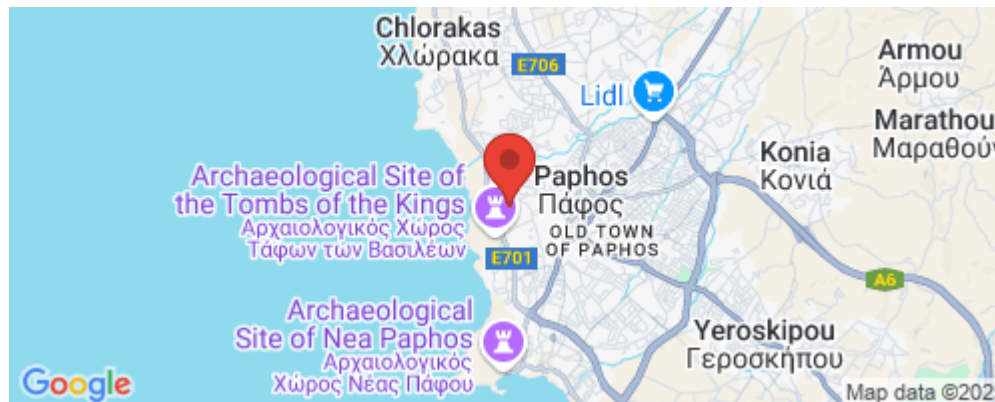 Chlorakas
Χλώρακα
E706
Lidl
Armou
Άρμου
Marathou
Μαραθούν
Konia
Κονιά
Archaeological Site of
the Tombs of the Kings
Αρχαιολογικός Χώρος
Τάφων των Βασιλέων
Paphos
Πάφος
OLD TOWN
OF PAPHOS
E701
A6
Archaeological
Site of Nea Paphos
Αρχαιολογικός
Χώρος Νέας Πάφου
Yeroskipou
Γεροσκήπου
Google
Map data ©202